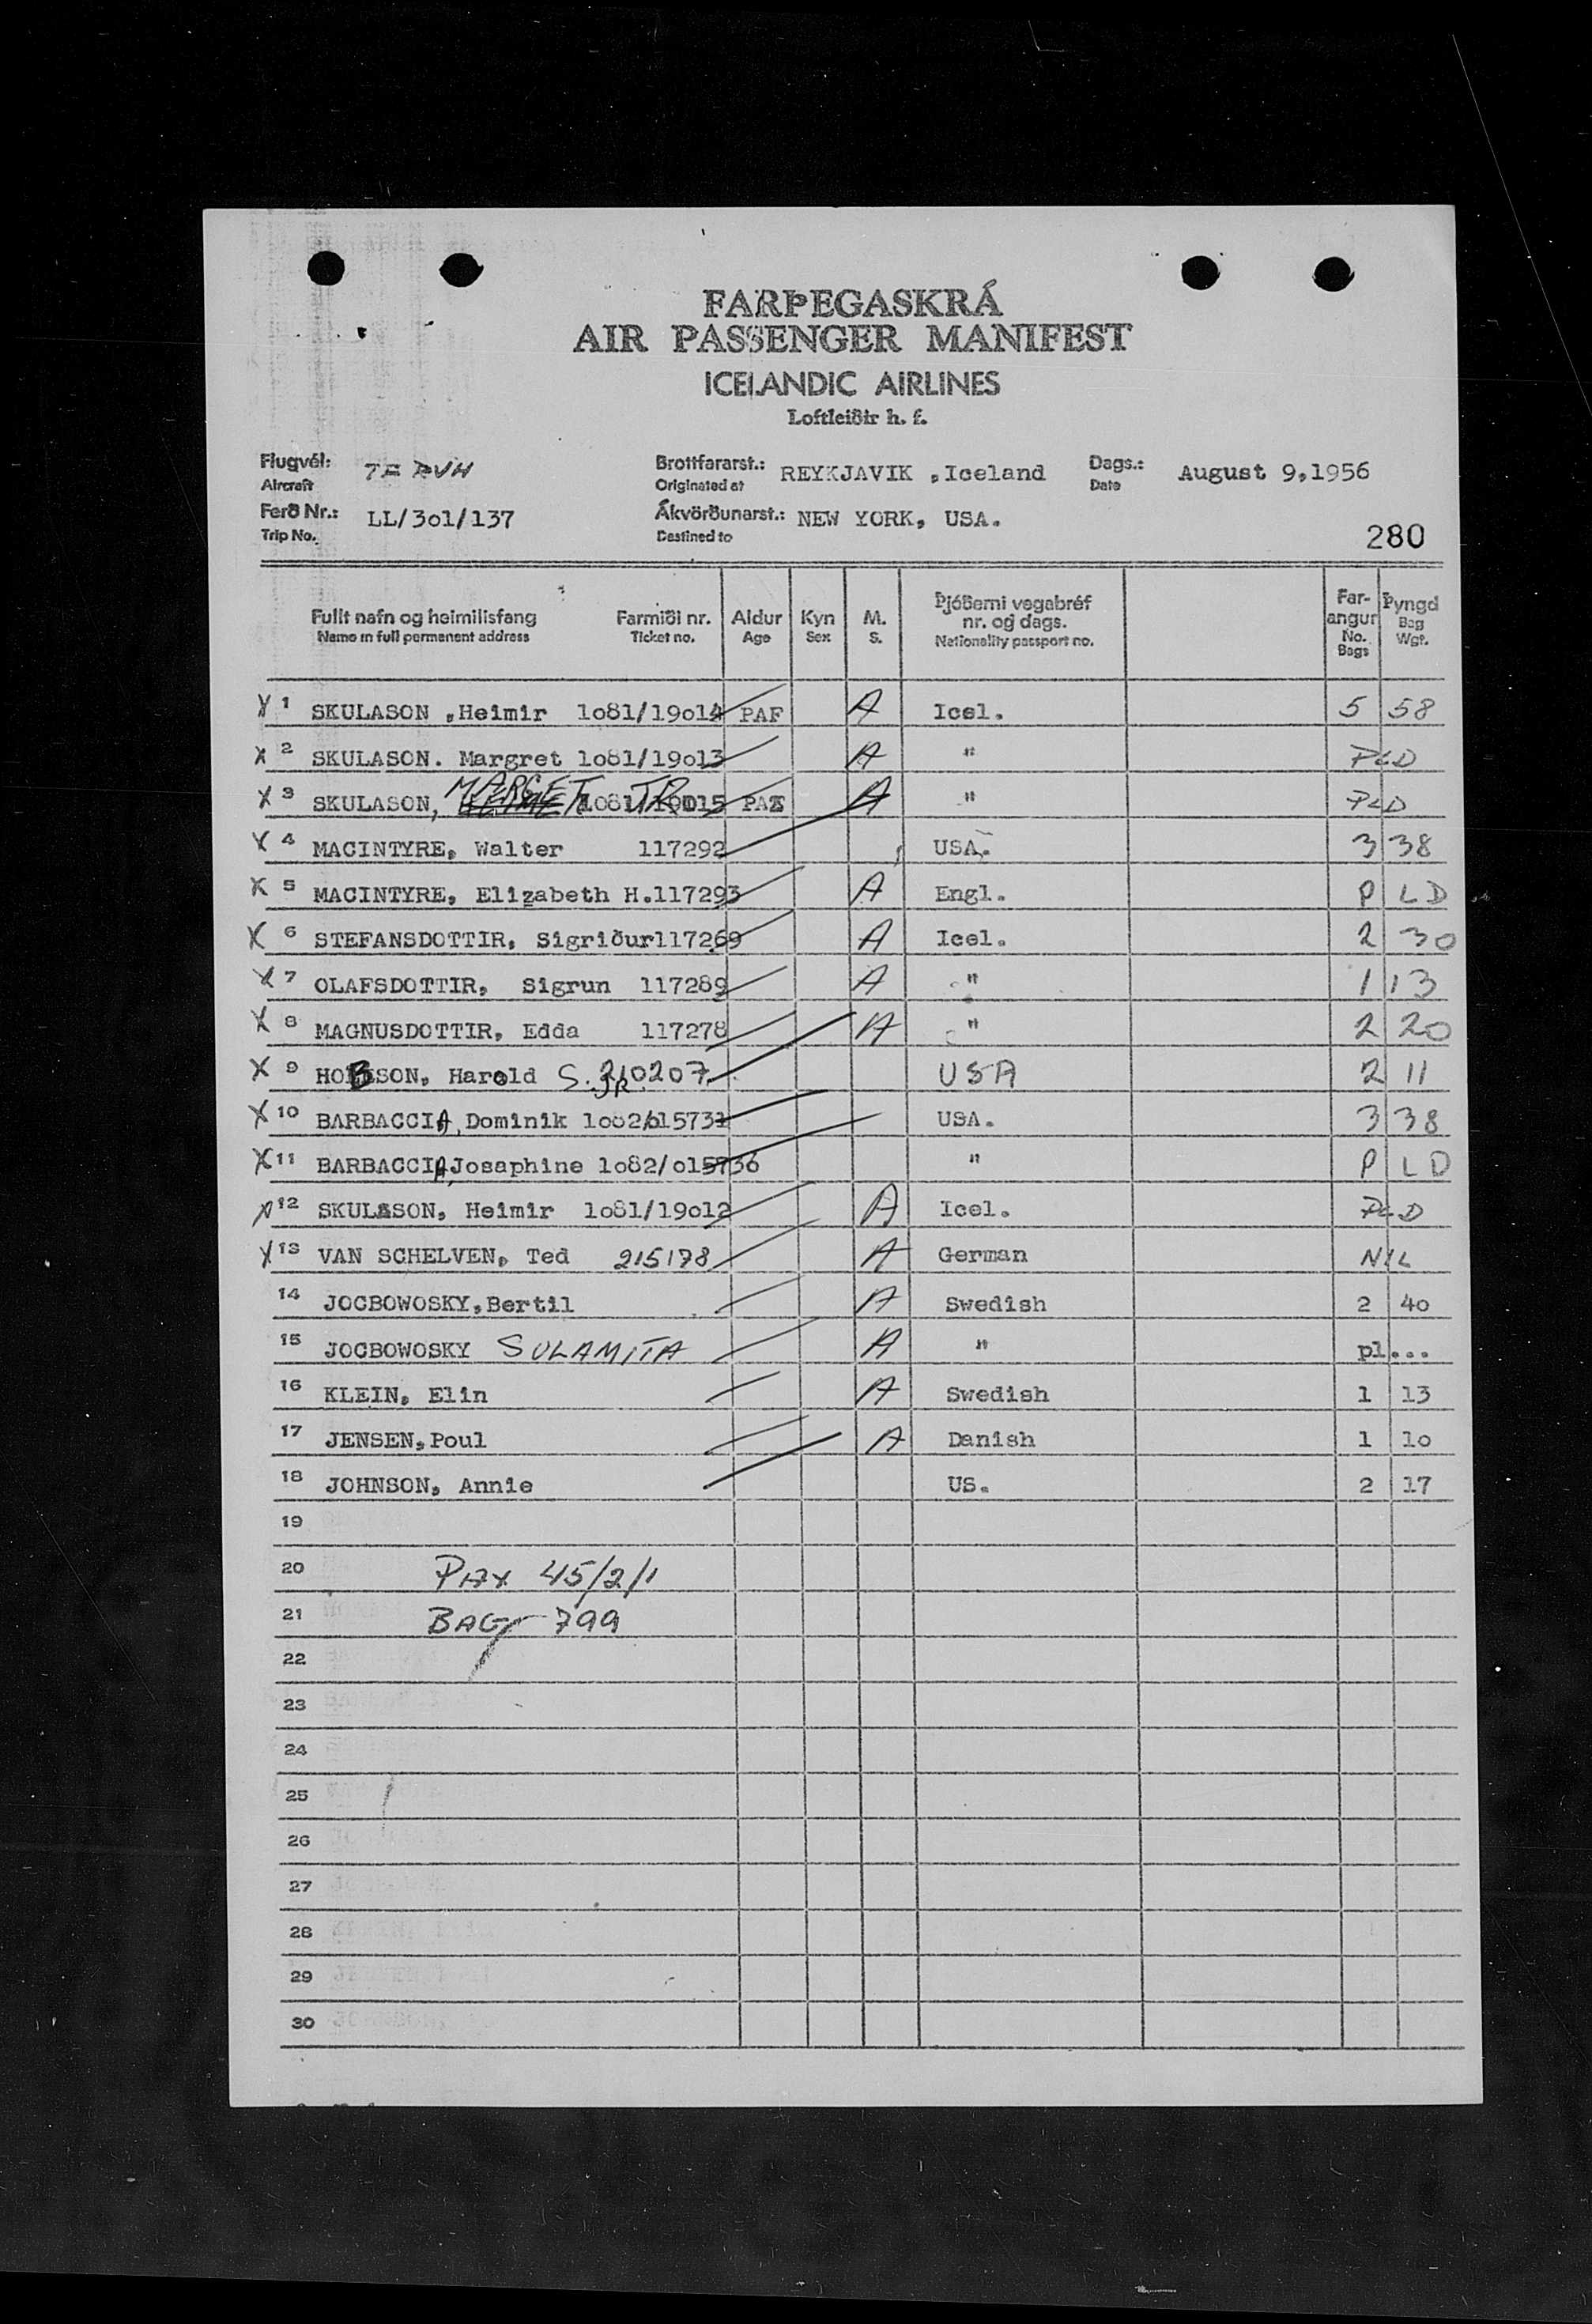 FARÞEGASKRÁ
AIR PASSENGER MANIFEST
ICELANDIC AIRLINES
Loftleiðir h. f.
Flugvél: TF RVH Brottfararst.: REYKJAVIK ,Iceland Dags.: August 9,1956
Aircraft Originated at Date
Ferð Nr.: LL/3o1/137 Ákvörðunarst.: NEW YORK, USA.
Trip No. Destined to 280
Fullt nafn og heimilisfang Farmiði nr. Aldur Kyn M. Þjóðerni vegabréf nr. og dags. Far-angur Þyngd
Name in full permanent address Ticket no. Age Sex S. Nationality passport no. No. Bags Bag Wgt.
X 1 SKULASON ,Heimir 1o81/19o14 PAF A Icel. 5 58
X 2 SKULASON. Margret 1o81/19o13 A " PLD
X 3 SKULASON, MARGET JR 1o81/19015 A " PLD
X 4 MACINTYRE, Walter 117292 USA. 3 38
X 5 MACINTYRE, Elizabeth H.117293 A Engl. P LD
X 6 STEFANSDOTTIR, Sigriður117269 A Icel. 2 30
X 7 OLAFSDOTTIR, Sigrun 117289 A " 1 13
X 8 MAGNUSDOTTIR, Edda 117278 A " 2 20
X 9 HOBSON, Harold S. JR. 210207 USA 2 11
X 10 BARBACCIA, Dominik 1o82/o15731 USA. 3 38
X 11 BARBACCIA, Josaphine 1o82/o15736 " P LD
X 12 SKULASON, Heimir 1o81/19o12 A Icel. PLD
X 13 VAN SCHELVEN, Ted 215178 A German NIL
14 JOCBOWOSKY,Bertil A Swedish 2 40
15 JOCBOWOSKY SULAMITA A " pl...
16 KLEIN, Elin A Swedish 1 13
17 JENSEN,Poul A Danish 1 1o
18 JOHNSON, Annie US. 2 17
19
20 PAX 45/2/1
21 BAG 799
22
23
24
25
26
27
28
29
30